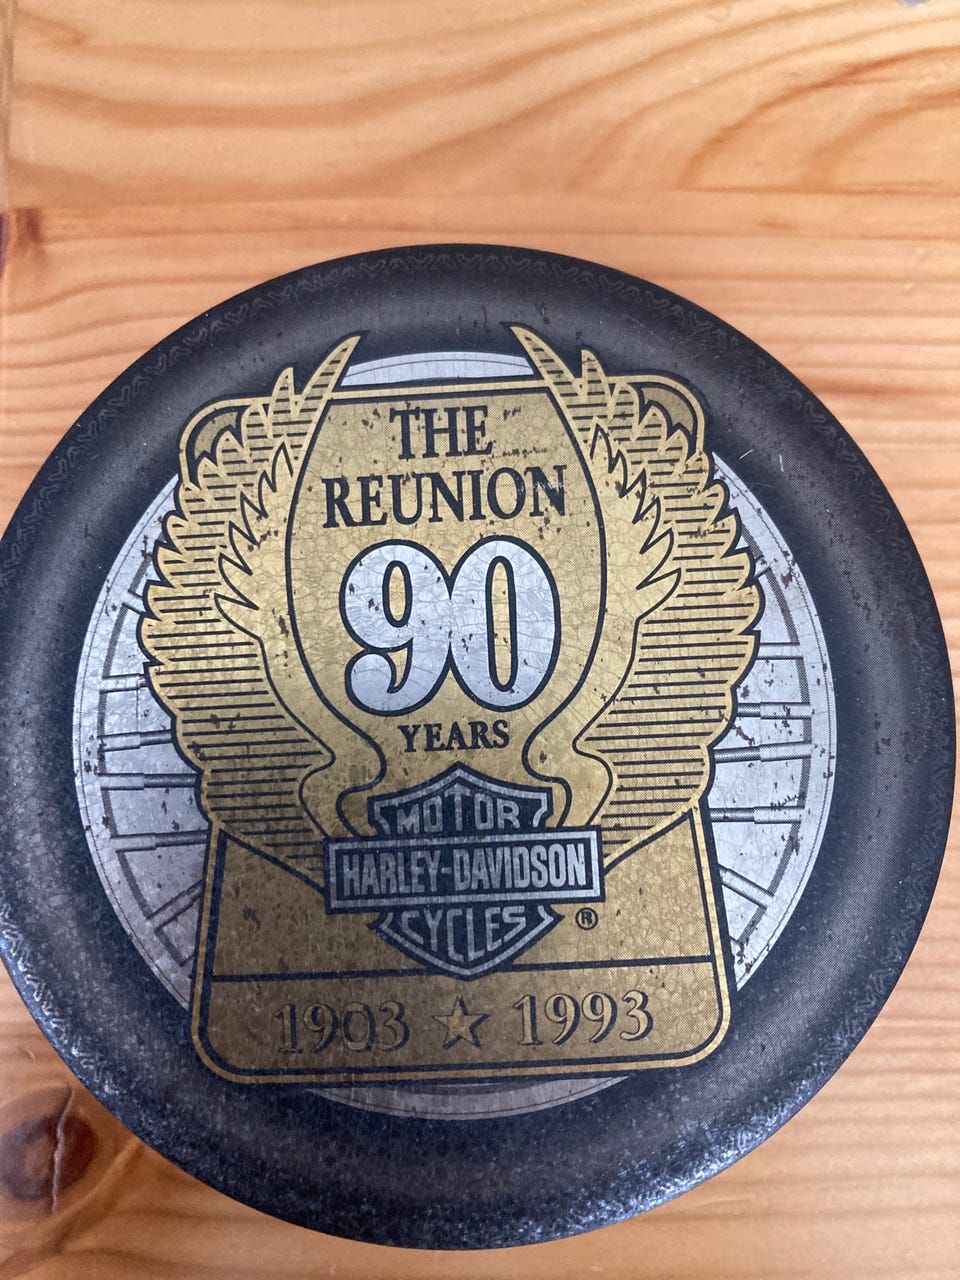 THE
REUNION
90
YEARS
MOTOR
HARLEY-DAVIDSON
CYCLES ®
1903 ★ 1993